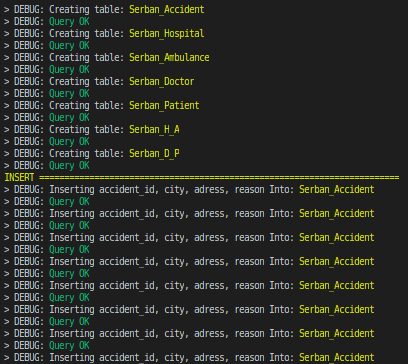 > DEBUG: Creating table: Serban_Accident
> DEBUG: Query OK
> DEBUG: Creating table: Serban_Hospital
> DEBUG: Query OK
> DEBUG: Creating table: Serban_Ambulance
> DEBUG: Query OK
> DEBUG: Creating table: Serban_Doctor
> DEBUG: Query OK
> DEBUG: Creating table: Serban_Patient
> DEBUG: Query OK
> DEBUG: Creating table: Serban_H_A
> DEBUG: Query OK
> DEBUG: Creating table: Serban_D_P
> DEBUG: Query OK
INSERT ========================================================================
> DEBUG: Inserting accident_id, city, adress, reason Into: Serban_Accident
> DEBUG: Query OK
> DEBUG: Inserting accident_id, city, adress, reason Into: Serban_Accident
> DEBUG: Query OK
> DEBUG: Inserting accident_id, city, adress, reason Into: Serban_Accident
> DEBUG: Query OK
> DEBUG: Inserting accident_id, city, adress, reason Into: Serban_Accident
> DEBUG: Query OK
> DEBUG: Inserting accident_id, city, adress, reason Into: Serban_Accident
> DEBUG: Query OK
> DEBUG: Inserting accident_id, city, adress, reason Into: Serban_Accident
> DEBUG: Query OK
> DEBUG: Inserting accident_id, city, adress, reason Into: Serban_Accident
> DEBUG: Query OK
> DEBUG: Inserting accident_id, city, adress, reason Into: Serban_Accident